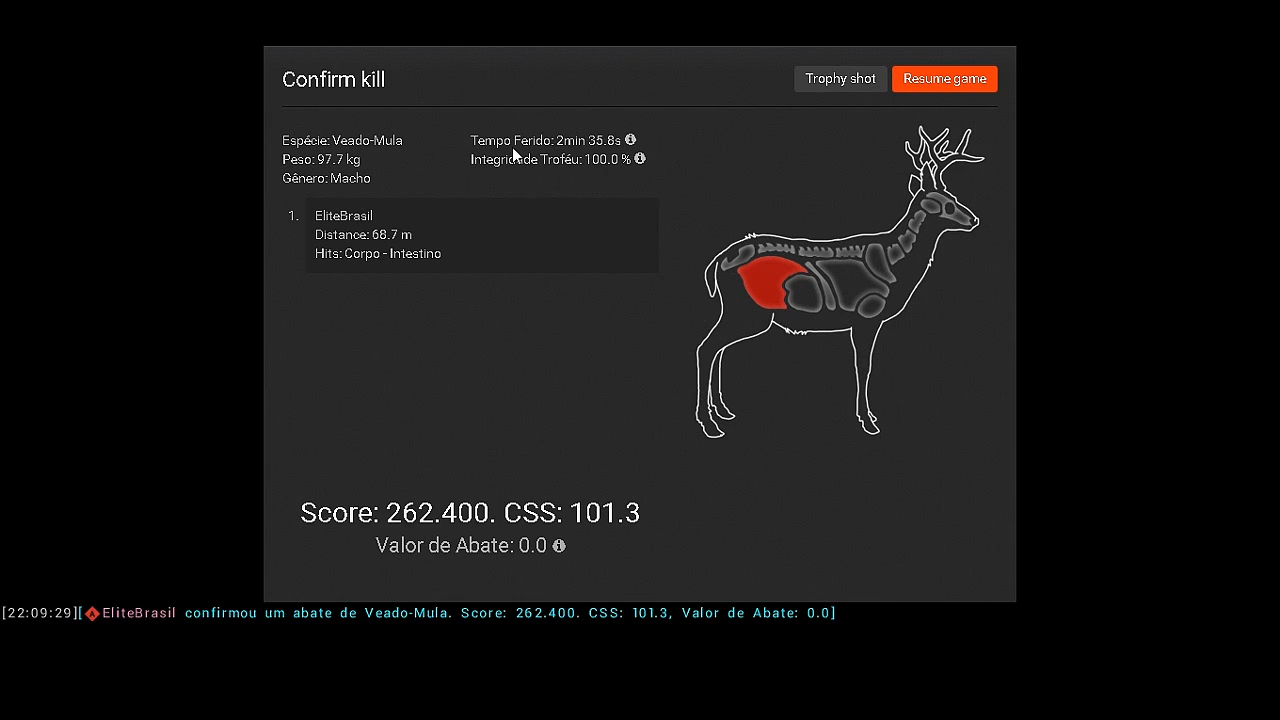 Confirm kill
Trophy shot
Resume game
Espécie: Veado-Mula
Peso: 97.7 kg
Gênero: Macho
Tempo Ferido: 2min 35.8s
Integridade Troféu: 100.0 %
1.
EliteBrasil
Distance: 68.7 m
Hits: Corpo - Intestino
Score: 262.400. CSS: 101.3
Valor de Abate: 0.0
[22:09:29][EliteBrasil confirmou um abate de Veado-Mula. Score: 262.400. CSS: 101.3, Valor de Abate: 0.0]